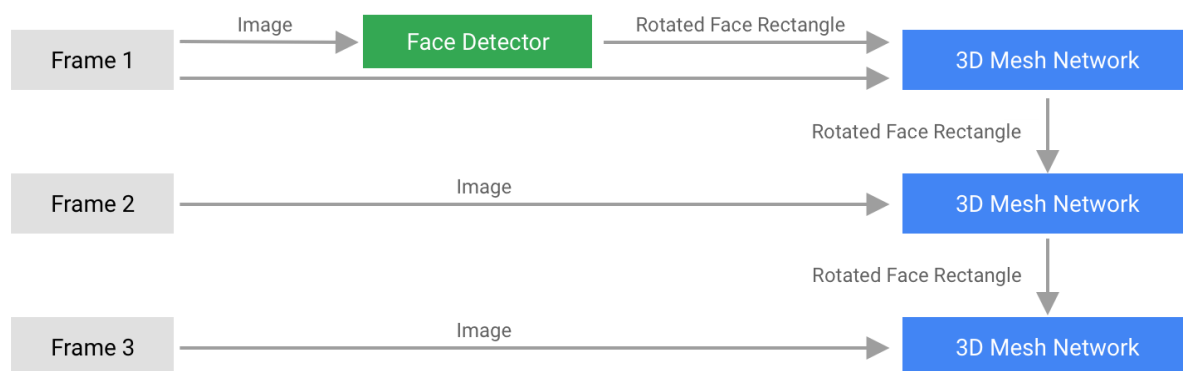 Image
Rotated Face Rectangle
Frame 1
Face Detector
3D Mesh Network
Rotated Face Rectangle
Image
Frame 2
3D Mesh Network
Rotated Face Rectangle
Image
Frame 3
3D Mesh Network